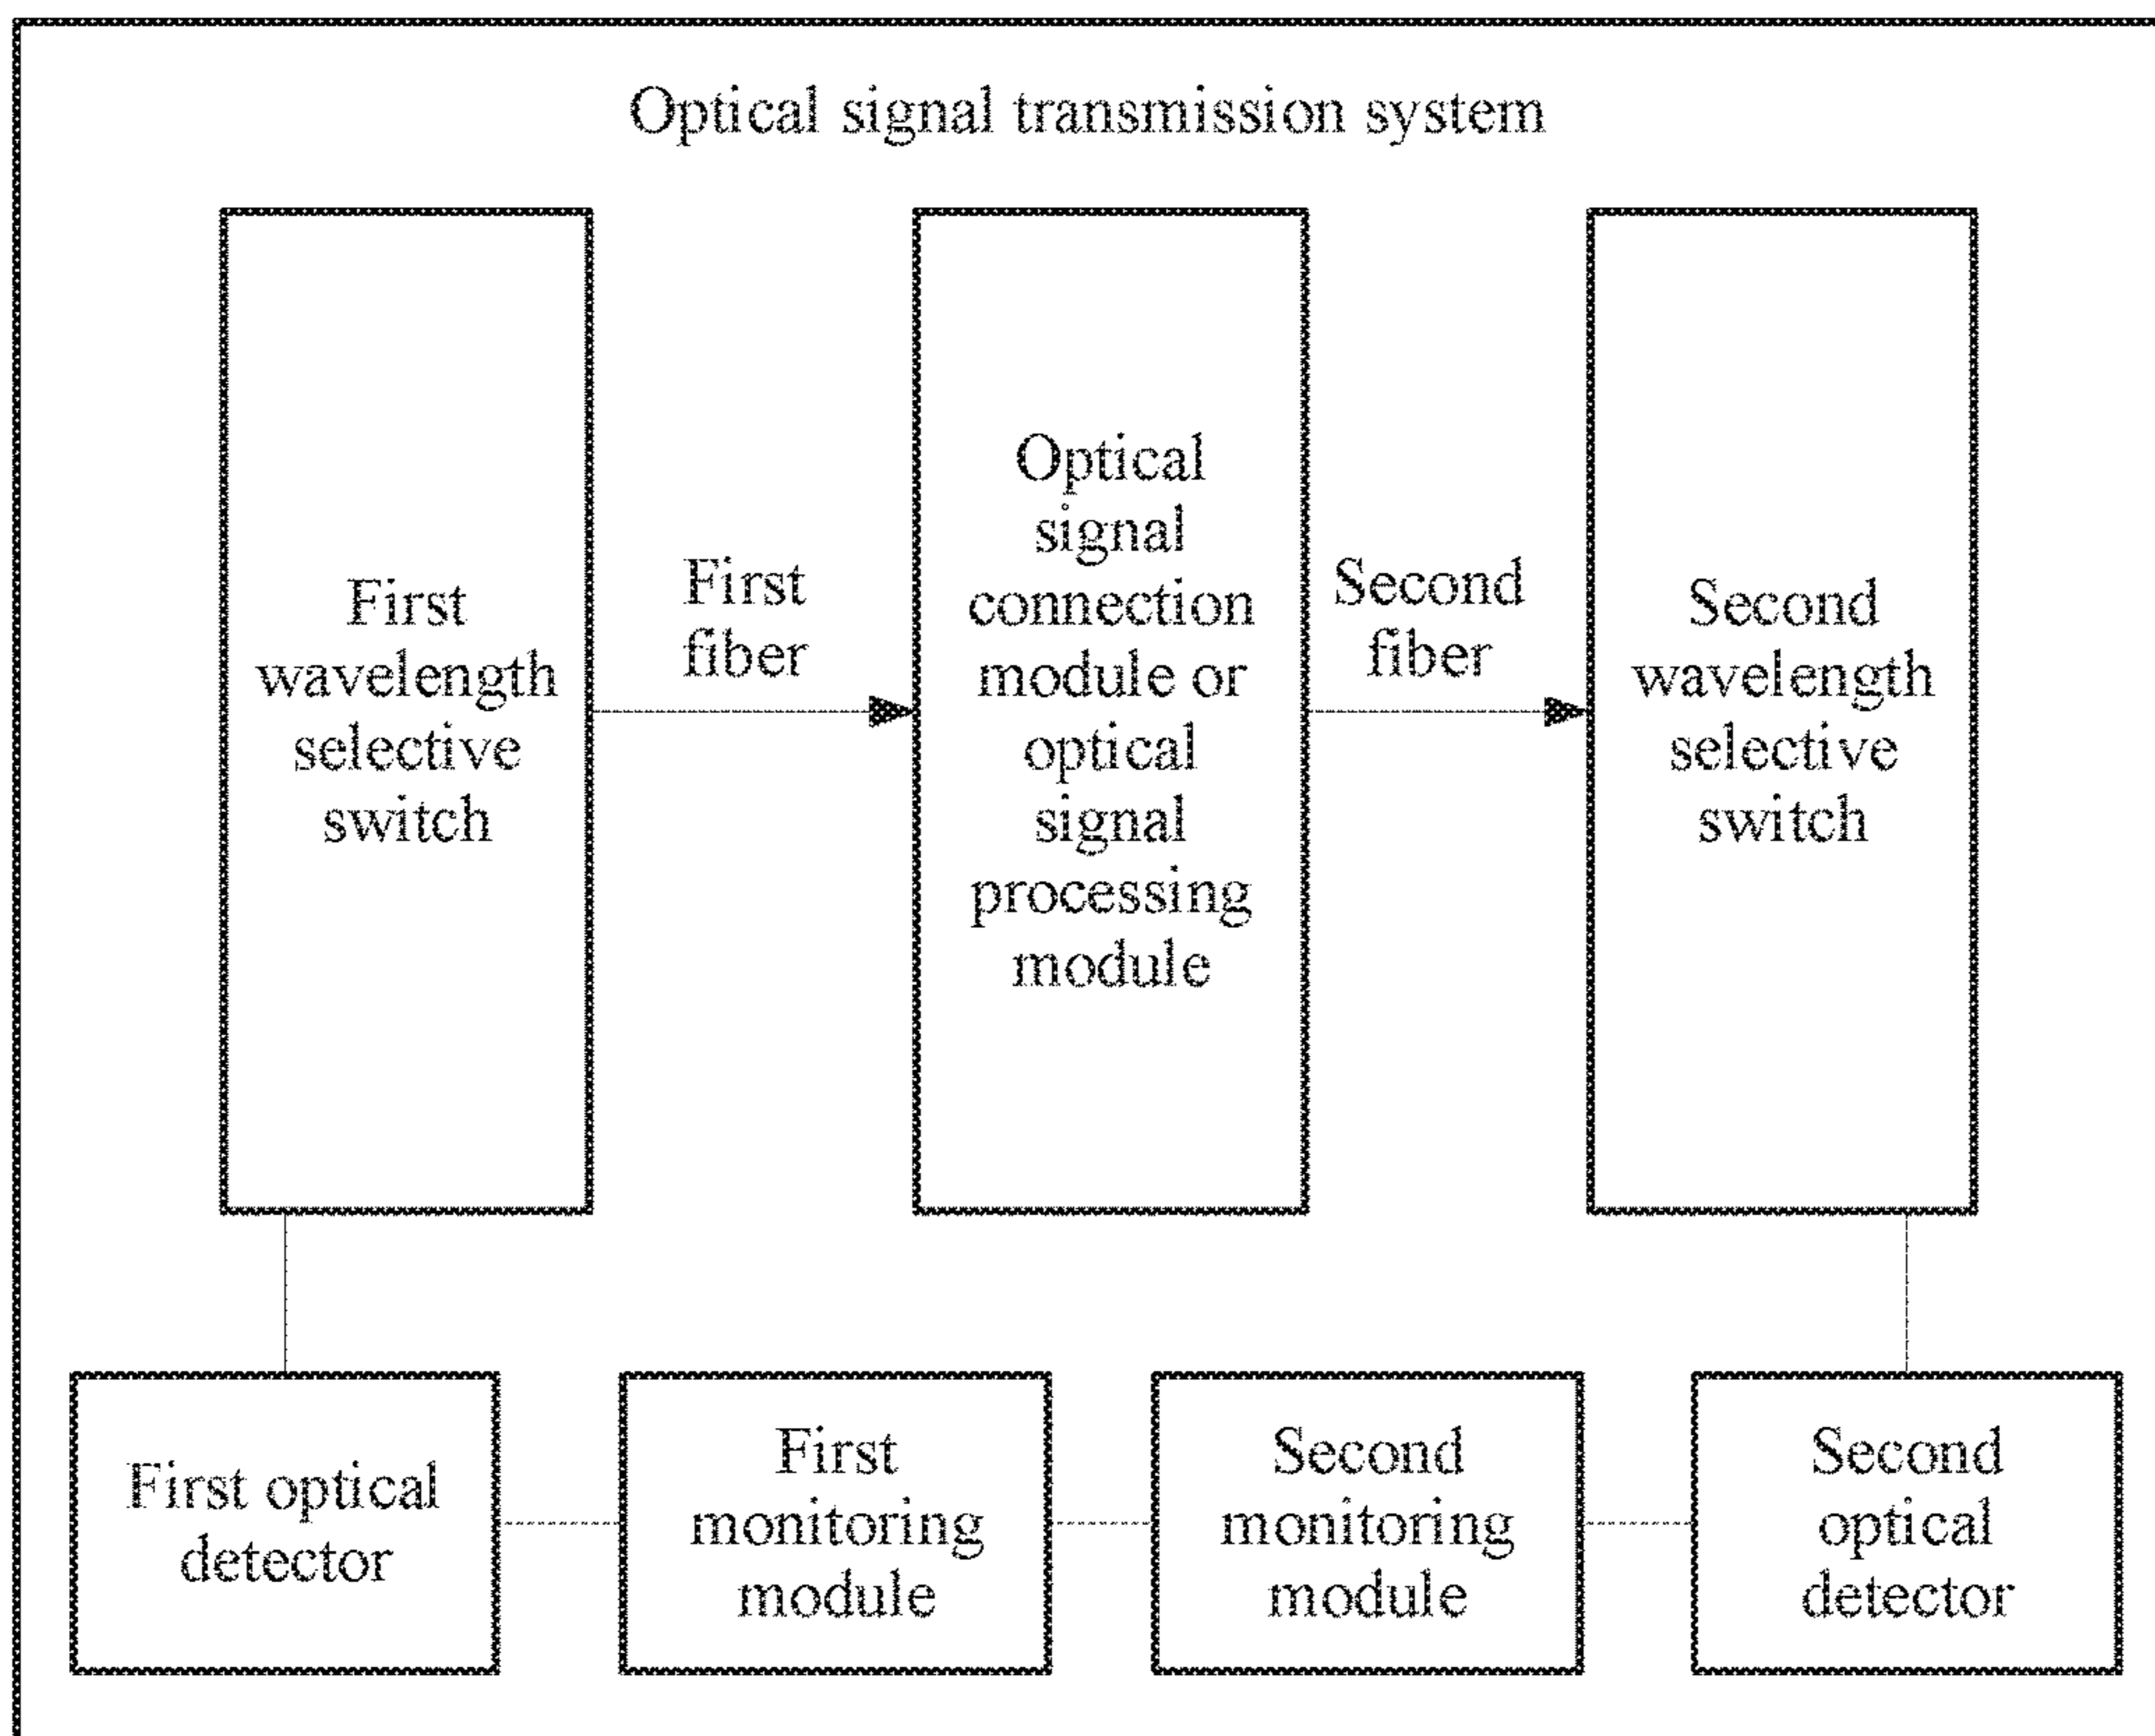 Optical signal transmission system
First
wavelength
selective
switch
First
fiber
Optical
signal
connection
module or
optical
signal
processing
module
Second
fiber
Second
wavelength
selective
switch
First optical
detector
First
monitoring
module
Second
monitoring
module
Second
optical
detector